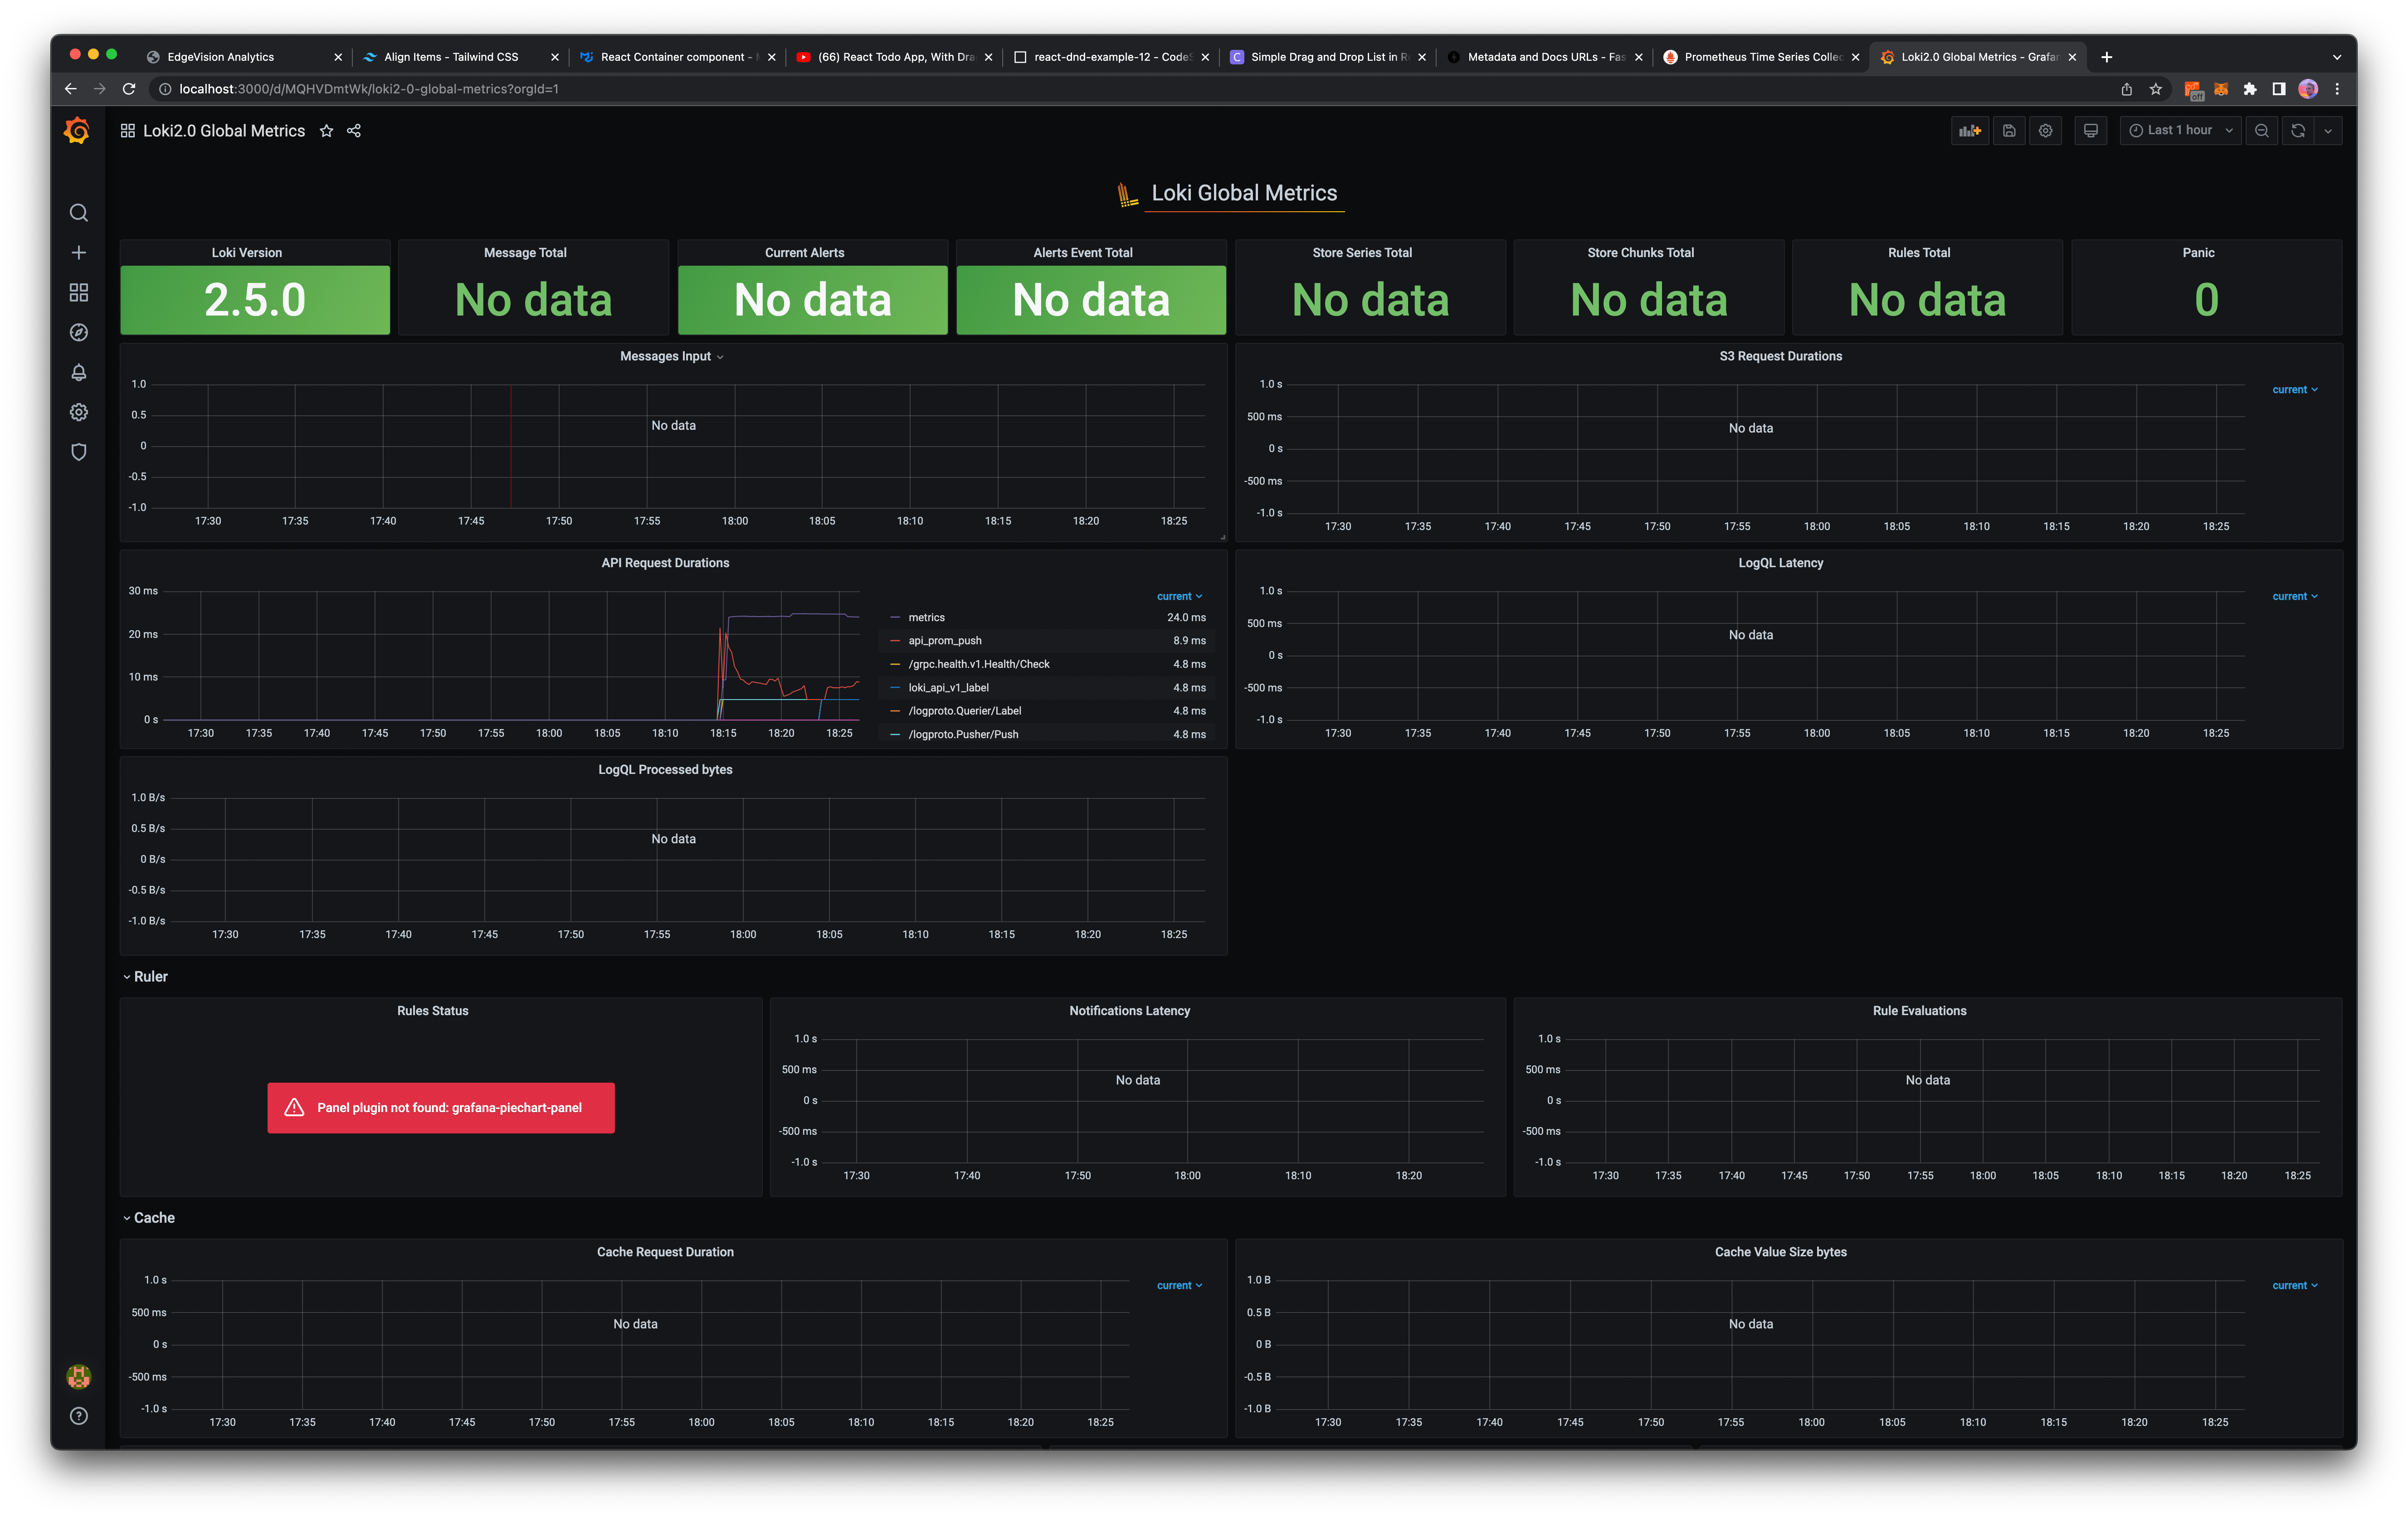 EdgeVision Analytics
Align Items - Tailwind CSS
React Container component -
(66) React Todo App, With Dra
react-dnd-example-12 - CodeS
Simple Drag and Drop List in R
Metadata and Docs URLs - Fas
Prometheus Time Series Collec
Loki2.0 Global Metrics - Grafan
localhost:3000/d/MQHVDmtWk/loki2-0-global-metrics?orgId=1
off
Loki2.0 Global Metrics
Last 1 hour
Loki Global Metrics
Loki Version
2.5.0
Message Total
No data
Current Alerts
No data
Alerts Event Total
No data
Store Series Total
No data
Store Chunks Total
No data
Rules Total
No data
Panic
0
Messages Input
1.0
0.5
0
-0.5
-1.0
No data
17:30 17:35 17:40 17:45 17:50 17:55 18:00 18:05 18:10 18:15 18:20 18:25
S3 Request Durations
1.0 s
500 ms
0 s
-500 ms
-1.0 s
No data
current
17:30 17:35 17:40 17:45 17:50 17:55 18:00 18:05 18:10 18:15 18:20 18:25
API Request Durations
30 ms
20 ms
10 ms
0 s
17:30 17:35 17:40 17:45 17:50 17:55 18:00 18:05 18:10 18:15 18:20 18:25
current
metrics 24.0 ms
api_prom_push 8.9 ms
/grpc.health.v1.Health/Check 4.8 ms
loki_api_v1_label 4.8 ms
/logproto.Querier/Label 4.8 ms
/logproto.Pusher/Push 4.8 ms
LogQL Latency
1.0 s
500 ms
0 s
-500 ms
-1.0 s
No data
current
17:30 17:35 17:40 17:45 17:50 17:55 18:00 18:05 18:10 18:15 18:20 18:25
LogQL Processed bytes
1.0 B/s
0.5 B/s
0 B/s
-0.5 B/s
-1.0 B/s
No data
17:30 17:35 17:40 17:45 17:50 17:55 18:00 18:05 18:10 18:15 18:20 18:25
Ruler
Rules Status
Panel plugin not found: grafana-piechart-panel
Notifications Latency
1.0 s
500 ms
0 s
-500 ms
-1.0 s
No data
17:30 17:40 17:50 18:00 18:10 18:20
Rule Evaluations
1.0 s
500 ms
0 s
-500 ms
-1.0 s
No data
17:30 17:35 17:40 17:45 17:50 17:55 18:00 18:05 18:10 18:15 18:20 18:25
Cache
Cache Request Duration
1.0 s
500 ms
0 s
-500 ms
-1.0 s
No data
current
17:30 17:35 17:40 17:45 17:50 17:55 18:00 18:05 18:10 18:15 18:20 18:25
Cache Value Size bytes
1.0 B
0.5 B
0 B
-0.5 B
-1.0 B
No data
current
17:30 17:35 17:40 17:45 17:50 17:55 18:00 18:05 18:10 18:15 18:20 18:25